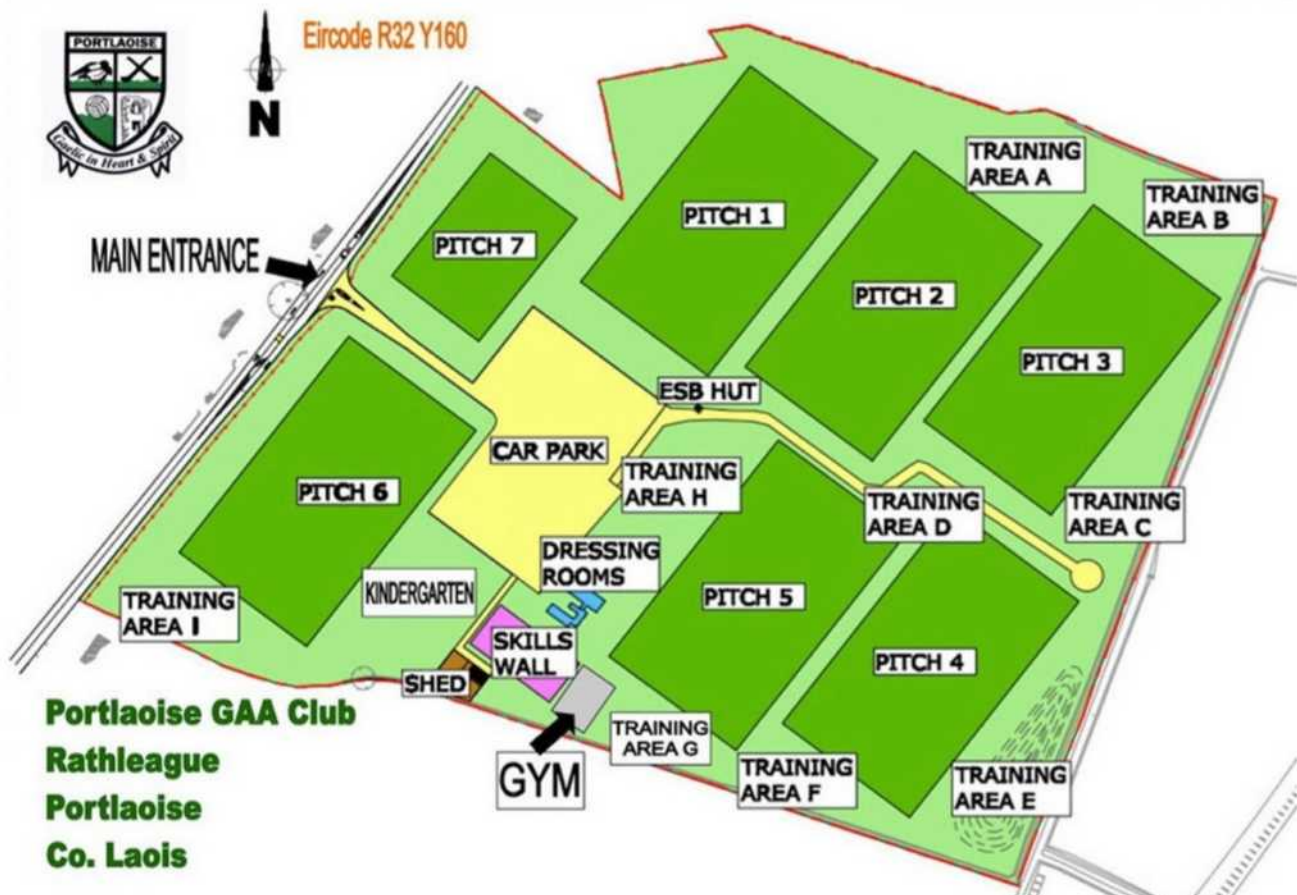 PORTLAOISE
Gaelic in Heart & Spirit
N
Eircode R32 Y160
MAIN ENTRANCE
PITCH 7
PITCH 1
TRAINING
AREA A
TRAINING
AREA B
PITCH 2
PITCH 3
ESB HUT
CAR PARK
PITCH 6
TRAINING
AREA H
TRAINING
AREA D
TRAINING
AREA C
DRESSING
ROOMS
KINDERGARTEN
TRAINING
AREA I
PITCH 5
SKILLS
WALL
PITCH 4
SHED
TRAINING
AREA G
GYM
TRAINING
AREA F
TRAINING
AREA E
Portlaoise GAA Club
Rathleague
Portlaoise
Co. Laois